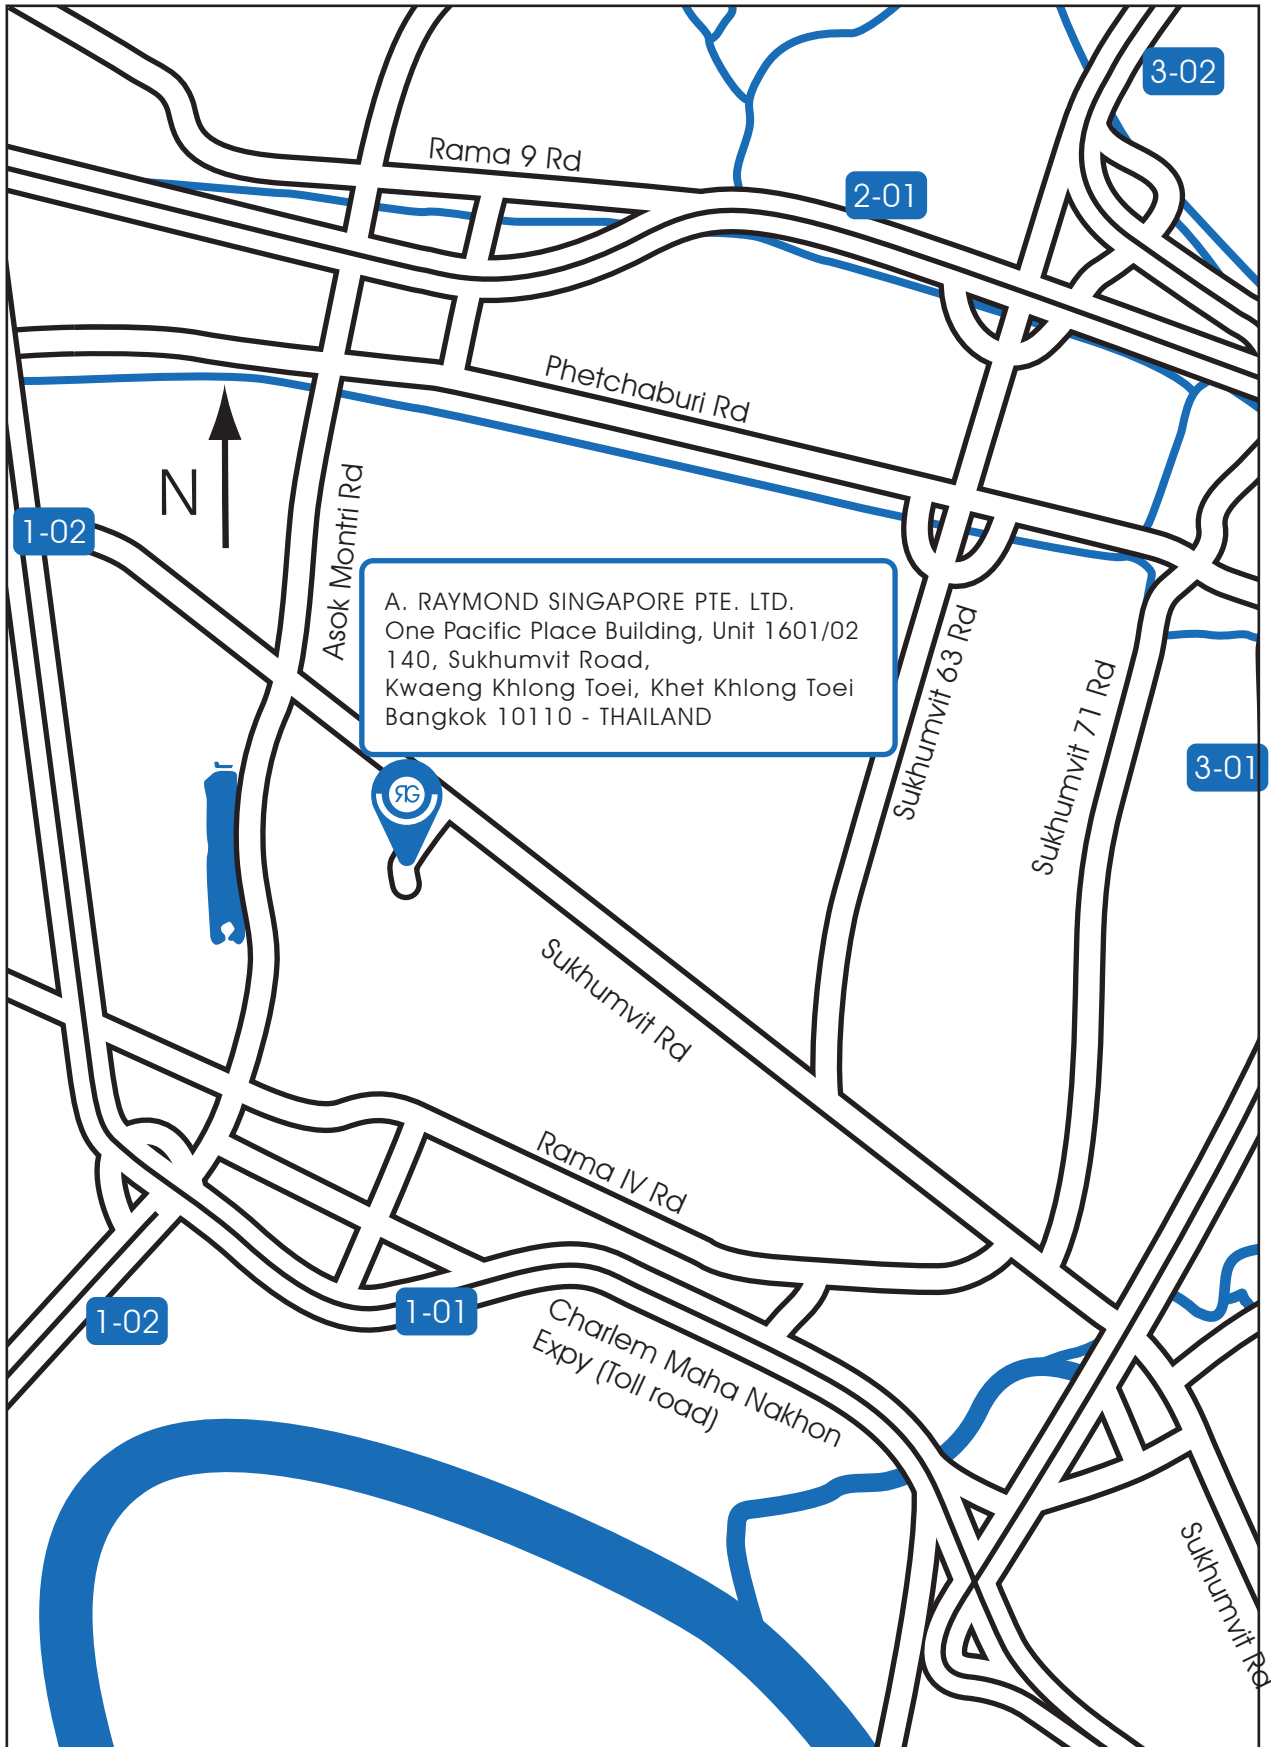 3-02
Rama 9 Rd
2-01
Phetchaburi Rd
N
Asok Montri Rd
1-02
A. RAYMOND SINGAPORE PTE. LTD.
One Pacific Place Building, Unit 1601/02
140, Sukhumvit Road,
Kwaeng Khlong Toei, Khet Khlong Toei
Bangkok 10110 - THAILAND
Sukhumvit 63 Rd
Sukhumvit 71 Rd
3-01
RG
Sukhumvit Rd
Rama IV Rd
1-02
1-01
Charlem Maha Nakhon
Expy (Toll road)
Sukhumvit Rd